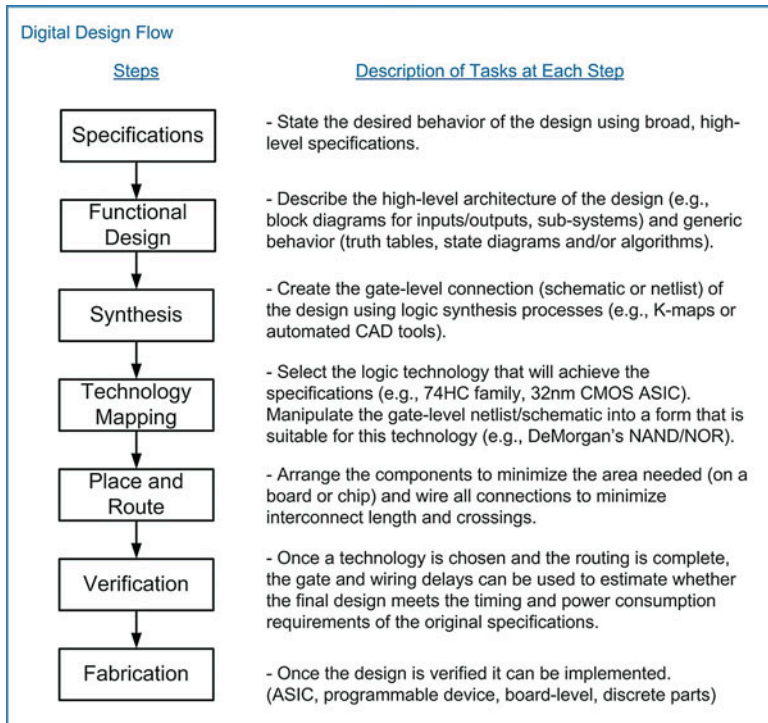 Digital Design Flow
Steps
Description of Tasks at Each Step
Specifications
- State the desired behavior of the design using broad, high-
level specifications.
Functional
Design
- Describe the high-level architecture of the design (e.g.,
block diagrams for inputs/outputs, sub-systems) and generic
behavior (truth tables, state diagrams and/or algorithms).
Synthesis
- Create the gate-level connection (schematic or netlist) of
the design using logic synthesis processes (e.g., K-maps or
automated CAD tools).
Technology
Mapping
- Select the logic technology that will achieve the
specifications (e.g., 74HC family, 32nm CMOS ASIC).
Manipulate the gate-level netlist/schematic into a form that is
suitable for this technology (e.g., DeMorgan's NAND/NOR).
Place and
Route
- Arrange the components to minimize the area needed (on a
board or chip) and wire all connections to minimize
interconnect length and crossings.
Verification
- Once a technology is chosen and the routing is complete,
the gate and wiring delays can be used to estimate whether
the final design meets the timing and power consumption
requirements of the original specifications.
Fabrication
- Once the design is verified it can be implemented.
(ASIC, programmable device, board-level, discrete parts)